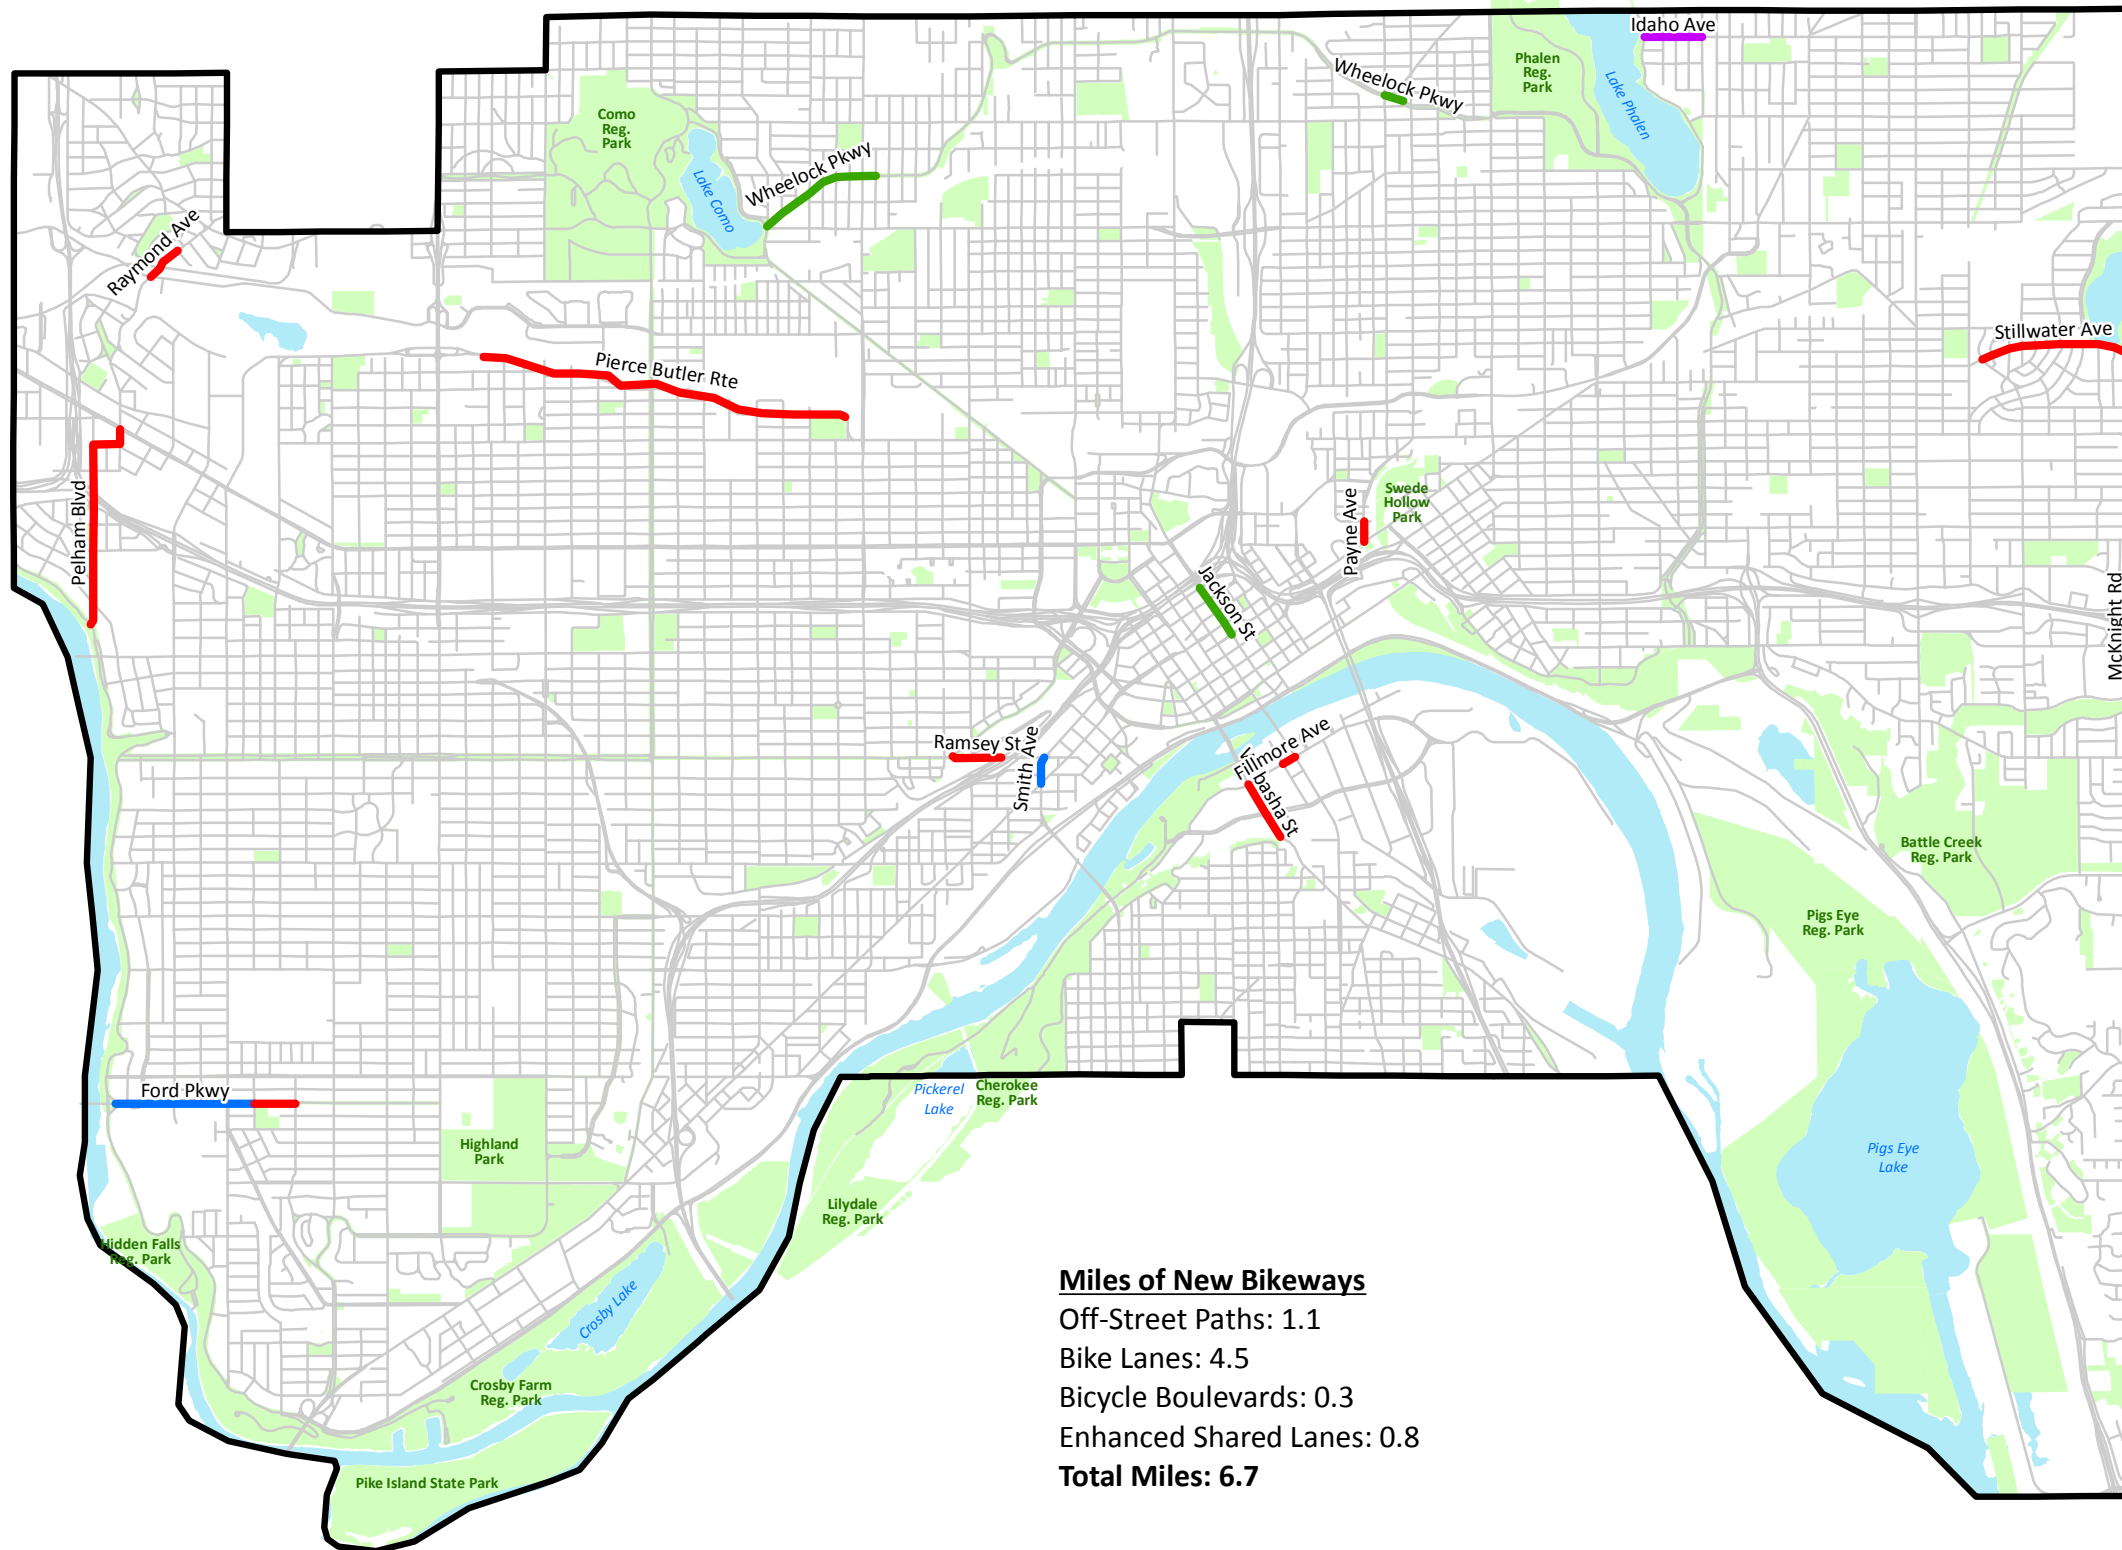 Idaho Ave
Phalen
Reg.
Park
Lake Phalen
Wheelock Pkwy
Como
Reg.
Park
Lake Como
Wheelock Pkwy
Raymond Ave
Stillwater Ave
Pierce Butler Rte
Pelham Blvd
Swede
Hollow
Park
Payne Ave
Jackson St
McKnight Rd
Ramsey St
Smith Ave
Fillmore Ave
Wabasha St
Battle Creek
Reg. Park
Pigs Eye
Reg. Park
Ford Pkwy
Pickerel
Lake
Cherokee
Reg. Park
Highland
Park
Pigs Eye
Lake
Lilydale
Reg. Park
Hidden Falls
Reg. Park
Crosby Lake
Crosby Farm
Reg. Park
Pike Island State Park
Miles of New Bikeways
Off-Street Paths: 1.1
Bike Lanes: 4.5
Bicycle Boulevards: 0.3
Enhanced Shared Lanes: 0.8
Total Miles: 6.7